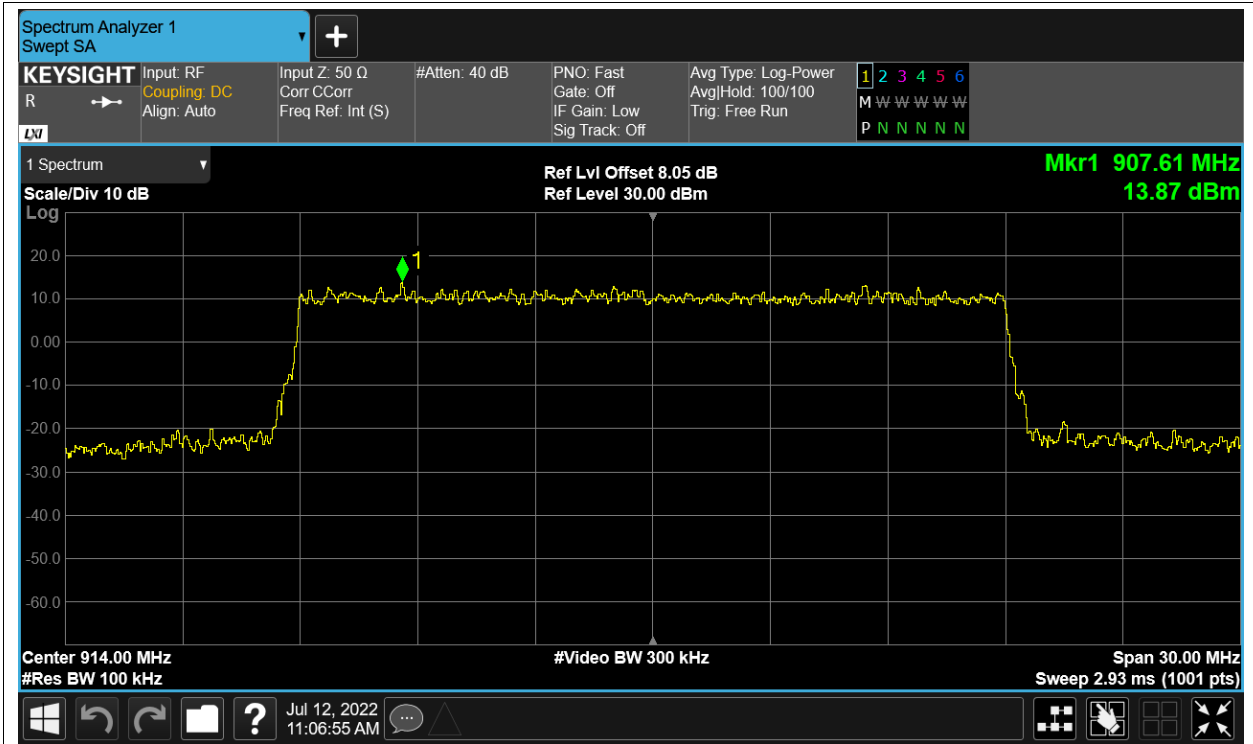 Spectrum Analyzer 1
Swept SA
KEYSIGHT
R
LXI
Input: RF
Coupling: DC
Align: Auto
Input Z: 50 Ω
Corr CCorr
Freq Ref: Int (S)
#Atten: 40 dB
PNO: Fast
Gate: Off
IF Gain: Low
Sig Track: Off
Avg Type: Log-Power
Avg|Hold: 100/100
Trig: Free Run
1 2 3 4 5 6
M W W W W W
P N N N N N
1 Spectrum
Scale/Div 10 dB
Log
Ref Lvl Offset 8.05 dB
Ref Level 30.00 dBm
Mkr1 907.61 MHz
13.87 dBm
1
20.0
10.0
0.00
-10.0
-20.0
-30.0
-40.0
-50.0
-60.0
Center 914.00 MHz
#Res BW 100 kHz
#Video BW 300 kHz
Span 30.00 MHz
Sweep 2.93 ms (1001 pts)
?
Jul 12, 2022
11:06:55 AM